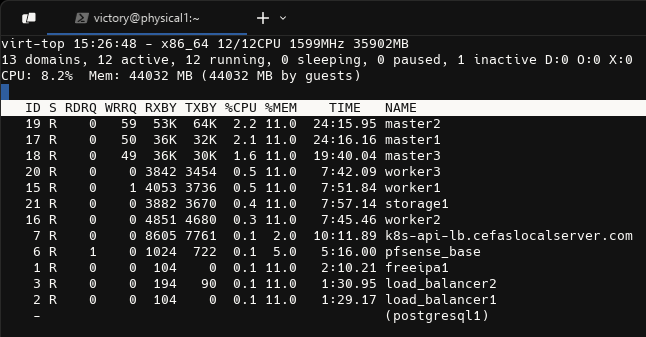 victory@physical1:~
virt-top 15:26:48 - x86_64 12/12CPU 1599MHz 35902MB
13 domains, 12 active, 12 running, 0 sleeping, 0 paused, 1 inactive D:0 O:0 X:0
CPU: 8.2%  Mem: 44032 MB (44032 MB by guests)
   ID S RDRQ WRRQ RXBY TXBY %CPU %MEM    TIME   NAME
   19 R    0   59  53K  64K  2.2 11.0  24:15.95 master2
   17 R    0   50  36K  32K  2.1 11.0  24:16.16 master1
   18 R    0   49  36K  30K  1.6 11.0  19:40.04 master3
   20 R    0    0 3842 3454  0.5 11.0   7:42.09 worker3
   15 R    0    1 4053 3736  0.5 11.0   7:51.84 worker1
   21 R    0    0 3882 3670  0.4 11.0   7:57.14 storage1
   16 R    0    0 4851 4680  0.3 11.0   7:45.46 worker2
    7 R    0    0 8605 7761  0.1  2.0  10:11.89 k8s-api-lb.cefaslocalserver.com
    6 R    1    0 1024  722  0.1  5.0   5:16.00 pfsense_base
    1 R    0    0  104    0  0.1 11.0   2:10.21 freeipa1
    3 R    0    0  194   90  0.1 11.0   1:30.95 load_balancer2
    2 R    0    0  104    0  0.1 11.0   1:29.17 load_balancer1
    -                                           (postgresql1)